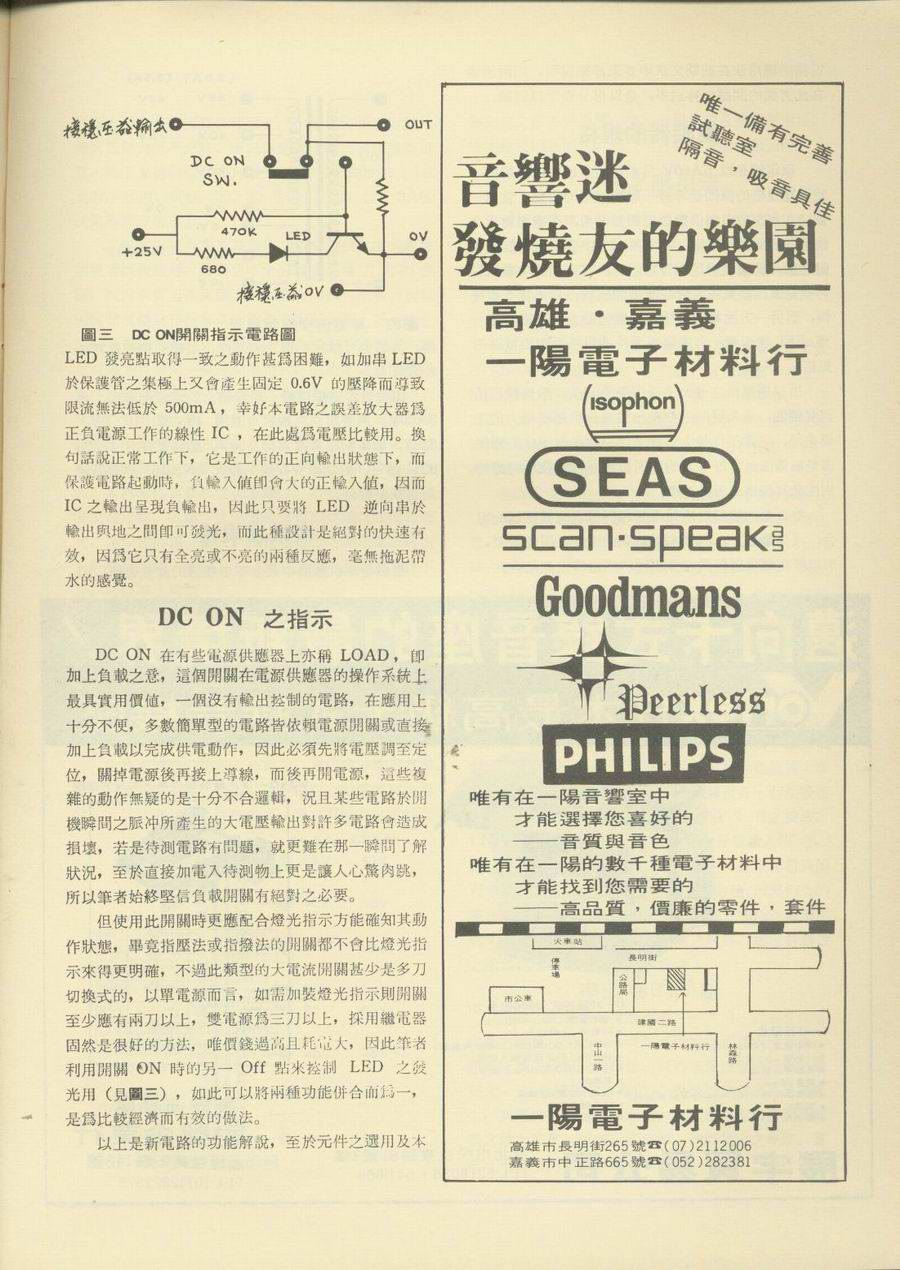 接穩压益輸出
OUT
DC ON
SW.
470K
LED
OV
+25V
680
接穩压益OV
圖三 DC ON開關指示電路圖
LED 發亮點取得一致之動作甚爲困難，如加串 LED
於保護管之集極上又會產生固定 0.6V 的壓降而導致
限流無法低於 500mA，幸好本電路之誤差放大器爲
正負電源工作的線性 IC ，在此處爲電壓比較用。換
句話說正常工作下，它是工作的正向輸出狀態下，而
保護電路起動時，負輸入値卽會大的正輸入値，因而
IC 之輸出呈現負輸出，因此只要將 LED 逆向串於
輸出與地之間卽可發光，而此種設計是絕對的快速有
效，因爲它只有全亮或不亮的兩種反應，毫無拖泥帶
水的感覺。
DC ON 之指示
DC ON 在有些電源供應器上亦稱 LOAD，卽
加上負載之意，這個開關在電源供應器的操作系統上
最具實用價値，一個沒有輸出控制的電路，在應用上
十分不便，多數簡單型的電路皆依賴電源開關或直接
加上負載以完成供電動作，因此必須先將電壓調至定
位，關掉電源後再接上導線，而後再開電源，這些複
雜的動作無疑的是十分不合邏輯，況且某些電路於開
機瞬間之脈冲所產生的大電壓輸出對許多電路會造成
損壞，若是待測電路有問題，就更難在那一瞬間了解
狀況，至於直接加電入待測物上更是讓人心驚肉跳，
所以筆者始終堅信負載開關有絕對之必要。
但使用此開關時更應配合燈光指示方能確知其動
作狀態，畢竟指壓法或指撥法的開關都不會比燈光指
示來得更明確，不過此類型的大電流開關甚少是多刀
切換式的，以單電源而言，如需加裝燈光指示則開關
至少應有兩刀以上，雙電源爲三刀以上，採用繼電器
固然是很好的方法，唯價錢過高且耗電大，因此筆者
利用開關 ON 時的另一 Off 點來控制 LED 之發
光用（見圖三），如此可以將兩種功能併合而爲一，
是爲比較經濟而有效的做法。
以上是新電路的功能解說，至於元件之選用及本
唯一備有完善
試聽室
隔音，吸音具佳
音響迷
發燒友的樂園
高雄・嘉義
一陽電子材料行
isophon
SEAS
scan·speak as
Goodmans
Peerless
PHILIPS
唯有在一陽音響室中
才能選擇您喜好的
——音質與音色
唯有在一陽的數千種電子材料中
才能找到您需要的
——高品質，價廉的零件，套件
火車站
長明街
停車場
公路局
市公車
建國二路
中山一路
一陽電子材料行
林森路
一陽電子材料行
高雄市長明街265號☎(07)2112006
嘉義市中正路665號☎(052)282381